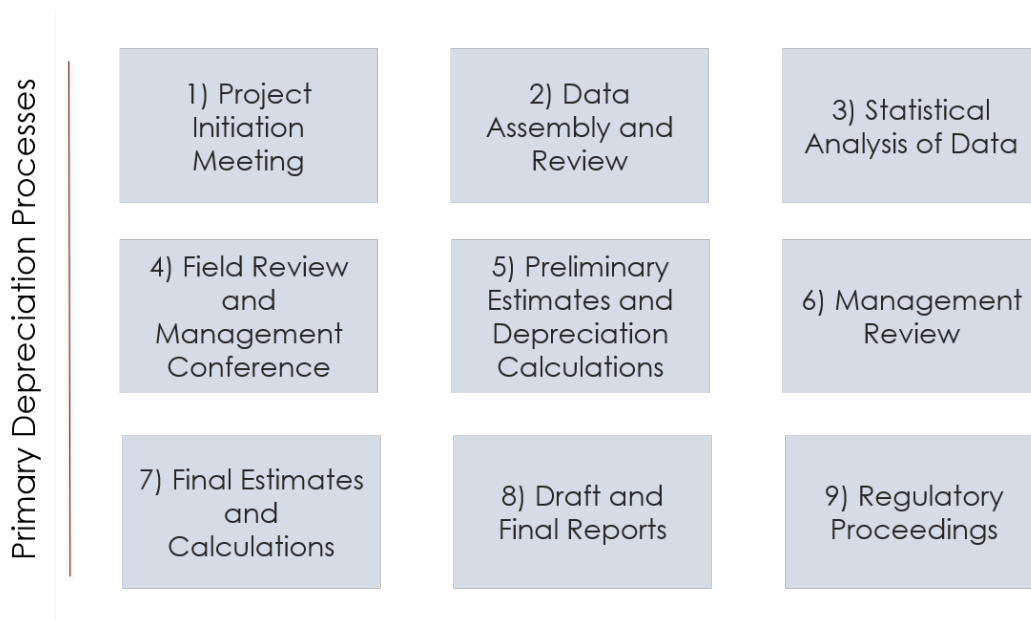 Primary Depreciation Processes
1) Project
Initiation
Meeting
2) Data
Assembly and
Review
3) Statistical
Analysis of Data
4) Field Review
and
Management
Conference
5) Preliminary
Estimates and
Depreciation
Calculations
6) Management
Review
7) Final Estimates
and
Calculations
8) Draft and
Final Reports
9) Regulatory
Proceedings